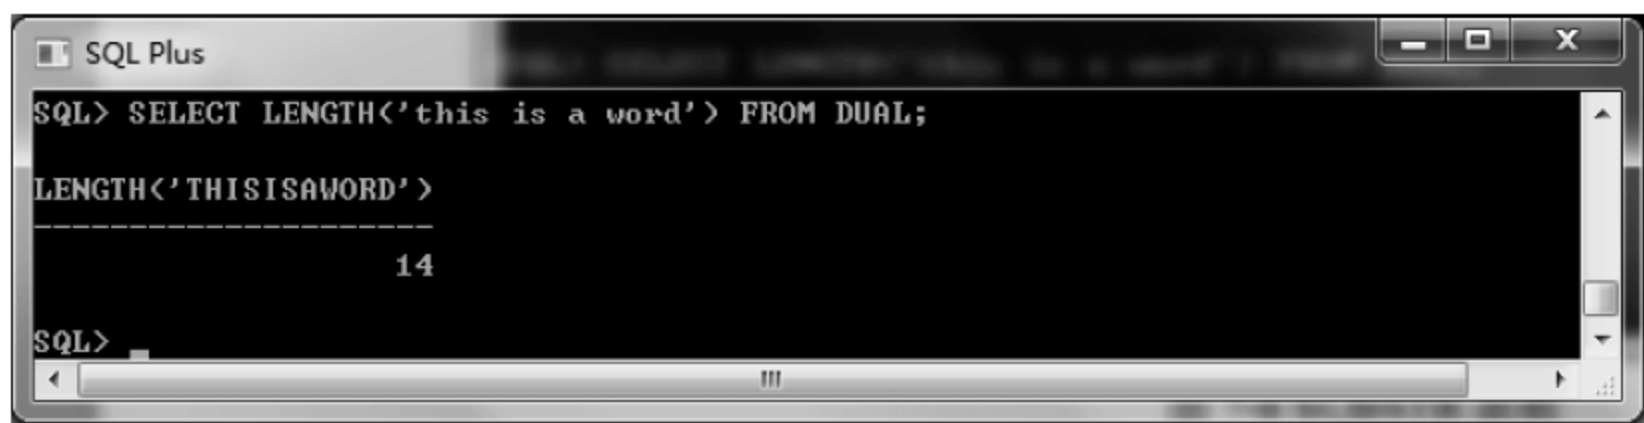 SQL Plus
SQL> SELECT LENGTH('this is a word') FROM DUAL;
LENGTH('THISISAWORD')
---------------------
14
SQL> _